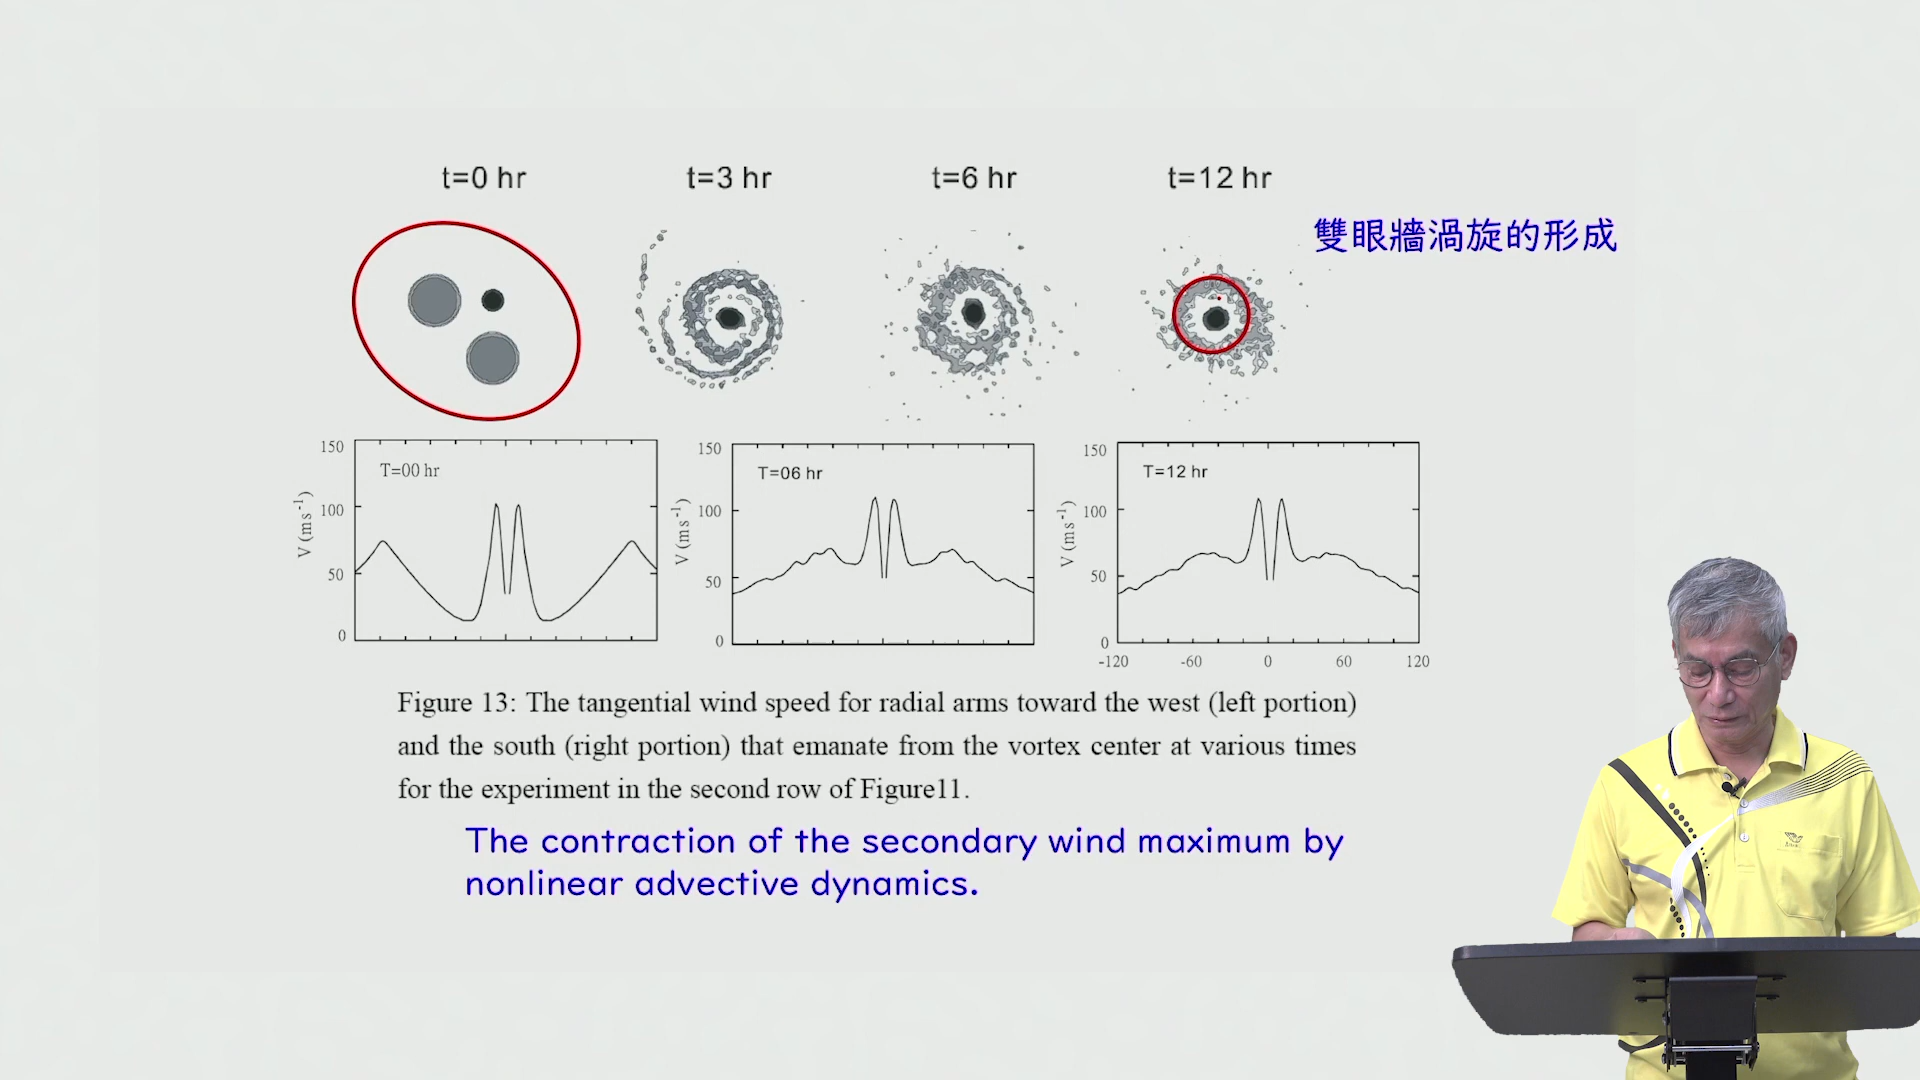 t=0 hr
t=3 hr
t=6 hr
t=12 hr
雙眼牆渦旋的形成
150
T=00 hr
100
V (ms⁻¹)
50
0
150
T=06 hr
100
V (ms⁻¹)
50
0
150
T=12 hr
100
V (ms⁻¹)
50
0
-120 -60 0 60 120
Figure 13: The tangential wind speed for radial arms toward the west (left portion)
and the south (right portion) that emanate from the vortex center at various times
for the experiment in the second row of Figure11.
The contraction of the secondary wind maximum by
nonlinear advective dynamics.